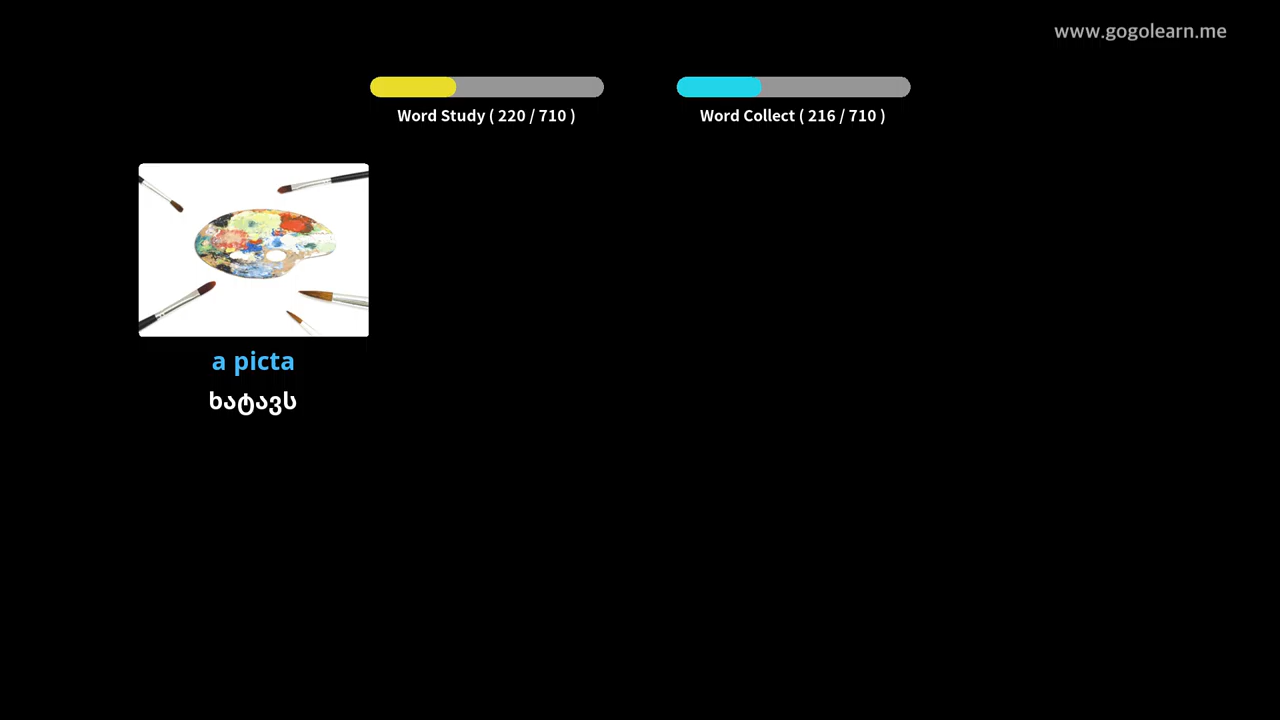 www.gogolearn.me
Word Study ( 220 / 710 )
Word Collect ( 216 / 710 )
a picta
ხატავს